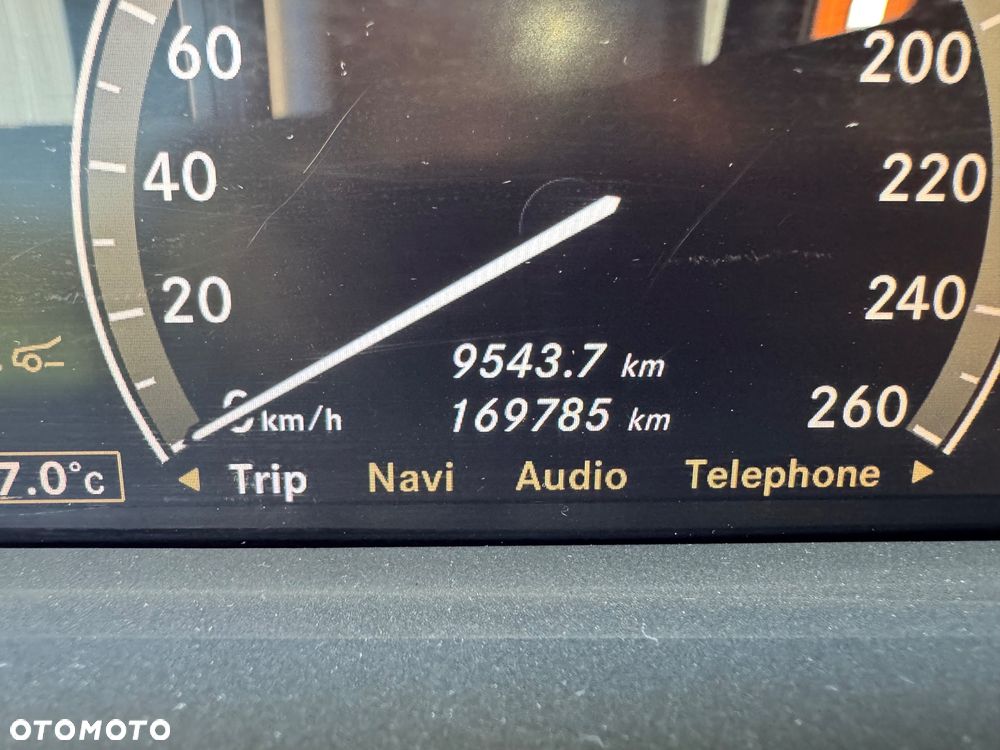 60
200
40
220
20
240
9543.7 km
0 km/h
169785 km
260
7.0°C
Trip Navi Audio Telephone
OTOMOTO